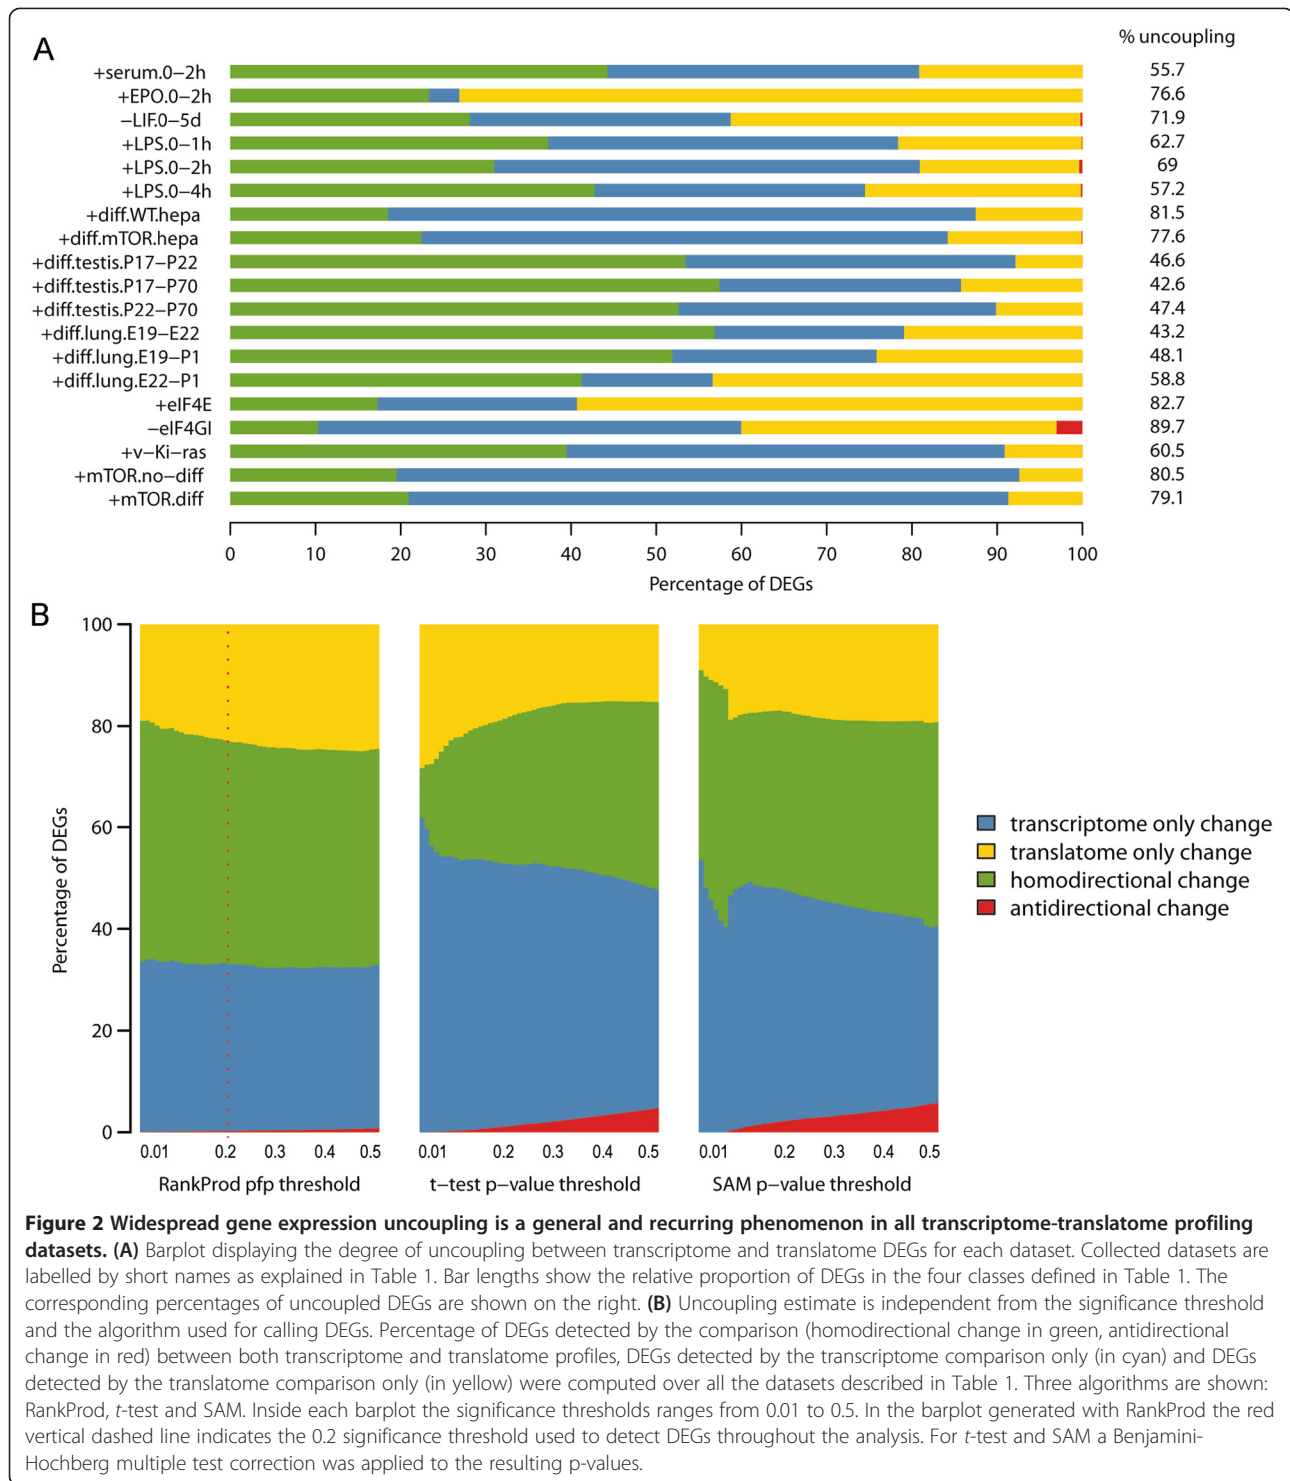 A
% uncoupling
+serum.0−2h 55.7
+EPO.0−2h 76.6
−LIF.0−5d 71.9
+LPS.0−1h 62.7
+LPS.0−2h 69
+LPS.0−4h 57.2
+diff.WT.hepa 81.5
+diff.mTOR.hepa 77.6
+diff.testis.P17−P22 46.6
+diff.testis.P17−P70 42.6
+diff.testis.P22−P70 47.4
+diff.lung.E19−E22 43.2
+diff.lung.E19−P1 48.1
+diff.lung.E22−P1 58.8
+eIF4E 82.7
−eIF4GI 89.7
+v−Ki−ras 60.5
+mTOR.no−diff 80.5
+mTOR.diff 79.1
0 10 20 30 40 50 60 70 80 90 100
Percentage of DEGs
B
100
80
60
40
20
0
Percentage of DEGs
0.01 0.2 0.3 0.4 0.5
RankProd pfp threshold
0.01 0.2 0.3 0.4 0.5
t−test p−value threshold
0.01 0.2 0.3 0.4 0.5
SAM p−value threshold
transcriptome only change
translatome only change
homodirectional change
antidirectional change
Figure 2 Widespread gene expression uncoupling is a general and recurring phenomenon in all transcriptome-translatome profiling
datasets. (A) Barplot displaying the degree of uncoupling between transcriptome and translatome DEGs for each dataset. Collected datasets are
labelled by short names as explained in Table 1. Bar lengths show the relative proportion of DEGs in the four classes defined in Table 1. The
corresponding percentages of uncoupled DEGs are shown on the right. (B) Uncoupling estimate is independent from the significance threshold
and the algorithm used for calling DEGs. Percentage of DEGs detected by the comparison (homodirectional change in green, antidirectional
change in red) between both transcriptome and translatome profiles, DEGs detected by the transcriptome comparison only (in cyan) and DEGs
detected by the translatome comparison only (in yellow) were computed over all the datasets described in Table 1. Three algorithms are shown:
RankProd, t-test and SAM. Inside each barplot the significance thresholds ranges from 0.01 to 0.5. In the barplot generated with RankProd the red
vertical dashed line indicates the 0.2 significance threshold used to detect DEGs throughout the analysis. For t-test and SAM a Benjamini-
Hochberg multiple test correction was applied to the resulting p-values.